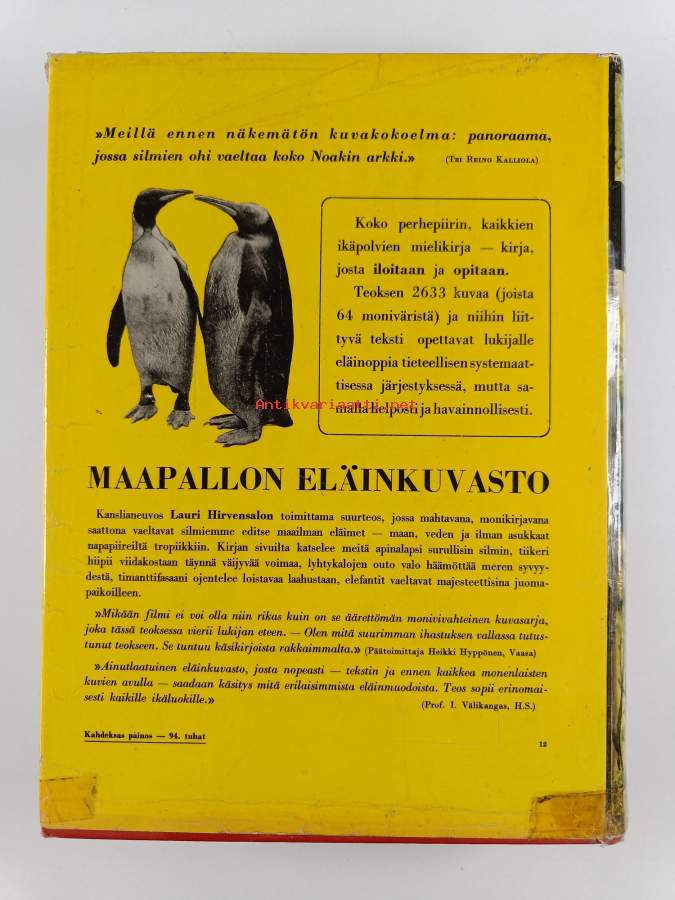 »Meillä ennen näkemätön kuvakokoelma: panoraama,
jossa silmien ohi vaeltaa koko Noakin arkki.» (Tri Reino Kalliola)
Koko perhepiirin, kaikkien
ikäpolvien mielikirja — kirja,
josta iloitaan ja opitaan.
Teoksen 2633 kuvaa (joista
64 moniväristä) ja niihin liit-
tyvä teksti opettavat lukijalle
eläinoppia tieteellisen systemaat-
tisessa järjestyksessä, mutta sa-
malla helposti ja havainnollisesti.
Antikvariaatti.net
MAAPALLON ELÄINKUVASTO
Kanslianeuvos Lauri Hirvensalon toimittama suurteos, jossa mahtavana, monikirjavana
saattona vaeltavat silmiemme editse maailman eläimet — maan, veden ja ilman asukkaat
napapiireiltä tropiikkiin. Kirjan sivuilta katselee meitä apinalapsi surullisin silmin, tiikeri
hiipii viidakostaan täynnä väijyvää voimaa, lyhtykalojen outo valo häämöttää meren syvyy-
destä, timanttifasaani ojentelee loistavaa laahustaan, elefantit vaeltavat majesteettisina juoma-
paikoilleen.
»Mikään filmi ei voi olla niin rikas kuin on se äärettömän monivivahteinen kuvasarja,
joka tässä teoksessa vierii lukijan eteen. — Olen mitä suurimman ihastuksen vallassa tutus-
tunut teokseen. Se tuntuu käsikirjoista rakkaimmalta.» (Päätoimittaja Heikki Hyppönen, Vaasa)
»Ainutlaatuinen eläinkuvasto, josta nopeasti — tekstin ja ennen kaikkea monenlaisten
kuvien avulla — saadaan käsitys mitä erilaisimmista eläinmuodoista. Teos sopii erinomai-
sesti kaikille ikäluokille.» (Prof. I. Välikangas, H.S.)
Kahdeksas painos — 94. tuhat 12